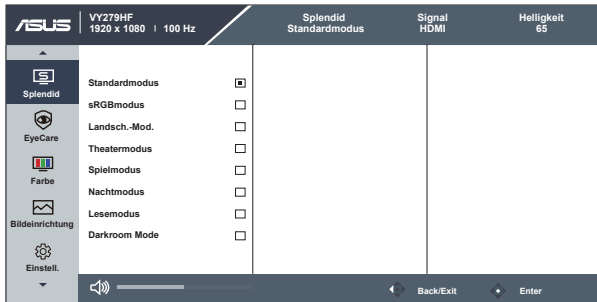 ASUS
VY279HF
1920 x 1080 | 100 Hz
Splendid
Standardmodus
Signal
HDMI
Helligkeit
65
Splendid
EyeCare
Farbe
Bildeinrichtung
Einstell.
Standardmodus
sRGBmodus
Landsch.-Mod.
Theatermodus
Spielmodus
Nachtmodus
Lesemodus
Darkroom Mode
Back/Exit
Enter